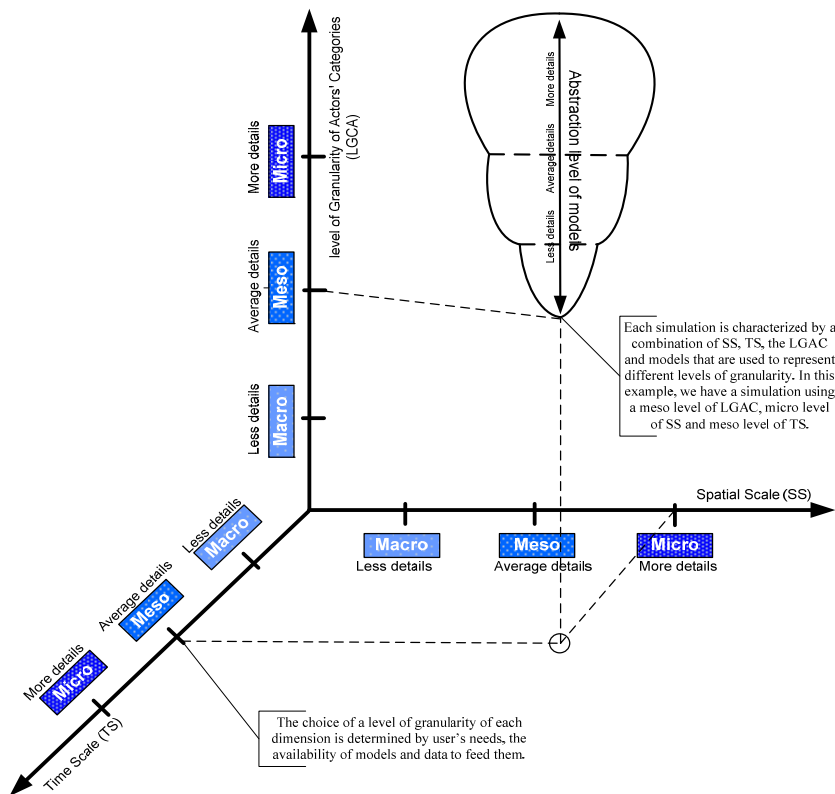 level of Granularity of Actors' Categories
(LGCA)
More details
Micro
Average details
Meso
Less details
Macro
Abstraction level of models
More details
Average details
Less details
Each simulation is characterized by a
combination of SS, TS, the LGAC
and models that are used to represent
different levels of granularity. In this
example, we have a simulation using
a meso level of LGAC, micro level
of SS and meso level of TS.
Spatial Scale (SS)
Macro
Less details
Meso
Average details
Micro
More details
Less details
Macro
Average details
Meso
More details
Micro
Time Scale (TS)
The choice of a level of granularity of each
dimension is determined by user's needs, the
availability of models and data to feed them.